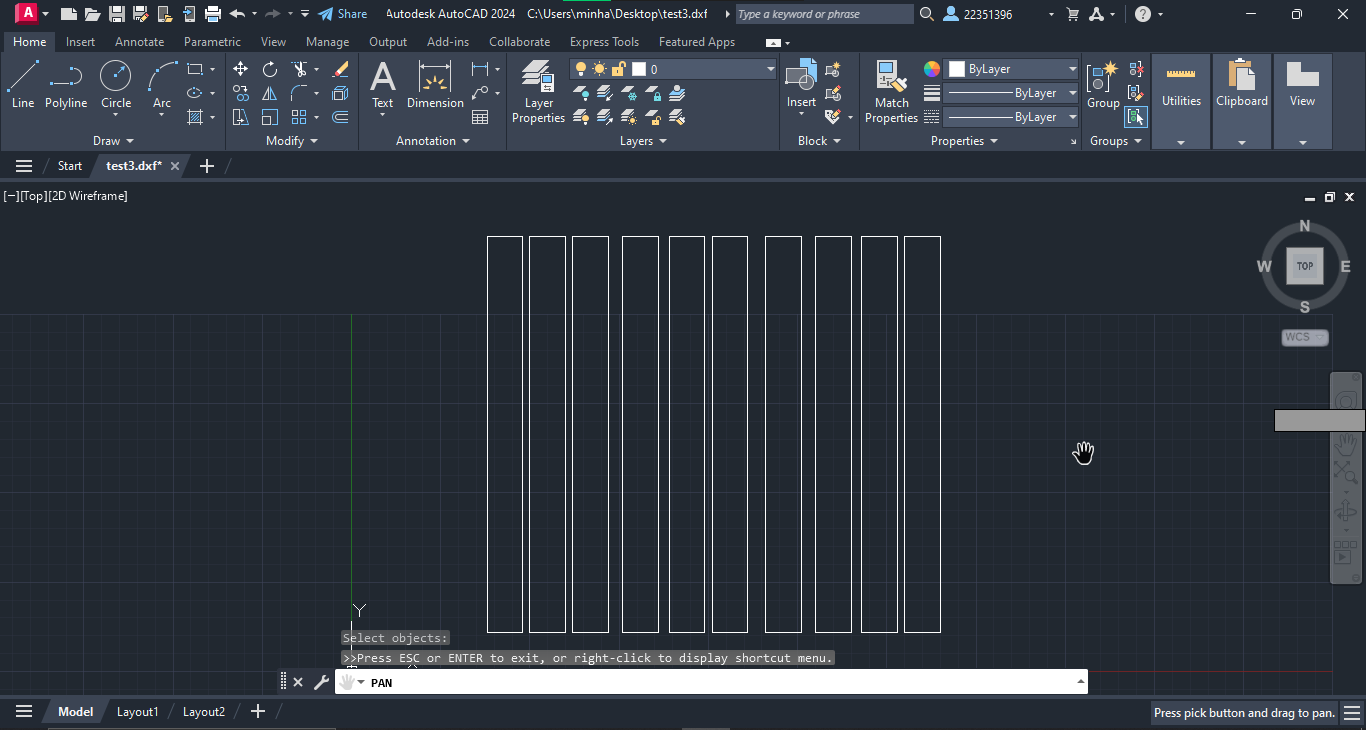 A Share Autodesk AutoCAD 2024 C:\Users\minha\Desktop\test3.dxf Type a keyword or phrase 22351396
Home Insert Annotate Parametric View Manage Output Add-ins Collaborate Express Tools Featured Apps
Line Polyline Circle Arc
Draw
Modify
Text Dimension
Annotation
Layer Properties
0
Layers
Insert
Block
Match Properties
ByLayer
ByLayer
ByLayer
Properties
Group
Groups
Utilities
Clipboard
View
Start test3.dxf*
[−][Top][2D Wireframe]
N
W TOP E
S
WCS
Y
Select objects:
>>Press ESC or ENTER to exit, or right-click to display shortcut menu.
PAN
Model Layout1 Layout2
Press pick button and drag to pan.